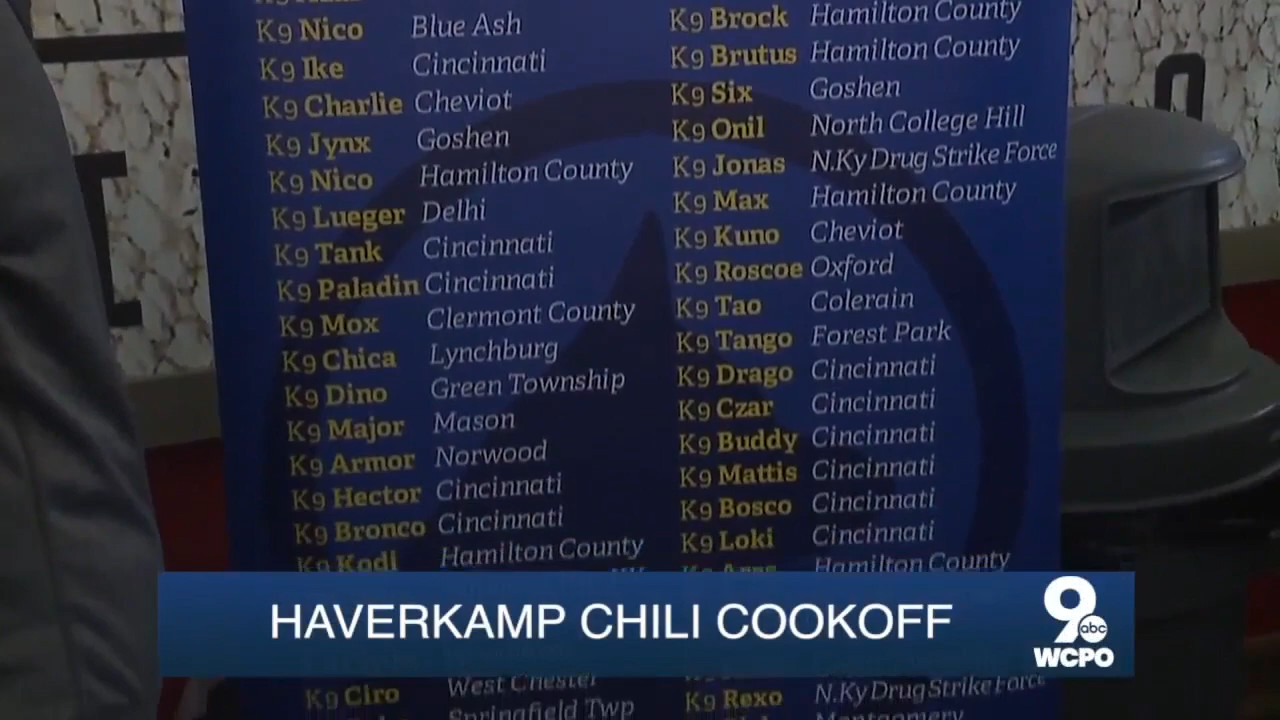 K9 Nico Blue Ash
K9 Ike Cincinnati
K9 Charlie Cheviot
K9 Jynx Goshen
K9 Nico Hamilton County
K9 Lueger Delhi
K9 Tank Cincinnati
K9 Paladin Cincinnati
K9 Mox Clermont County
K9 Chica Lynchburg
K9 Dino Green Township
K9 Major Mason
K9 Armor Norwood
K9 Hector Cincinnati
K9 Bronco Cincinnati
K9 Kodi Hamilton County
K9 Ciro West Chester
Springfield Twp
K9 Brock Hamilton County
K9 Brutus Hamilton County
K9 Six Goshen
K9 Onil North College Hill
K9 Jonas N.Ky Drug Strike Force
K9 Max Hamilton County
K9 Kuno Cheviot
K9 Roscoe Oxford
K9 Tao Colerain
K9 Tango Forest Park
K9 Drago Cincinnati
K9 Czar Cincinnati
K9 Buddy Cincinnati
K9 Mattis Cincinnati
K9 Bosco Cincinnati
K9 Loki Cincinnati
Hamilton County
K9 Rexo N.Ky Drug Strike Force
Montgomery
HAVERKAMP CHILI COOKOFF
9
abc
WCPO